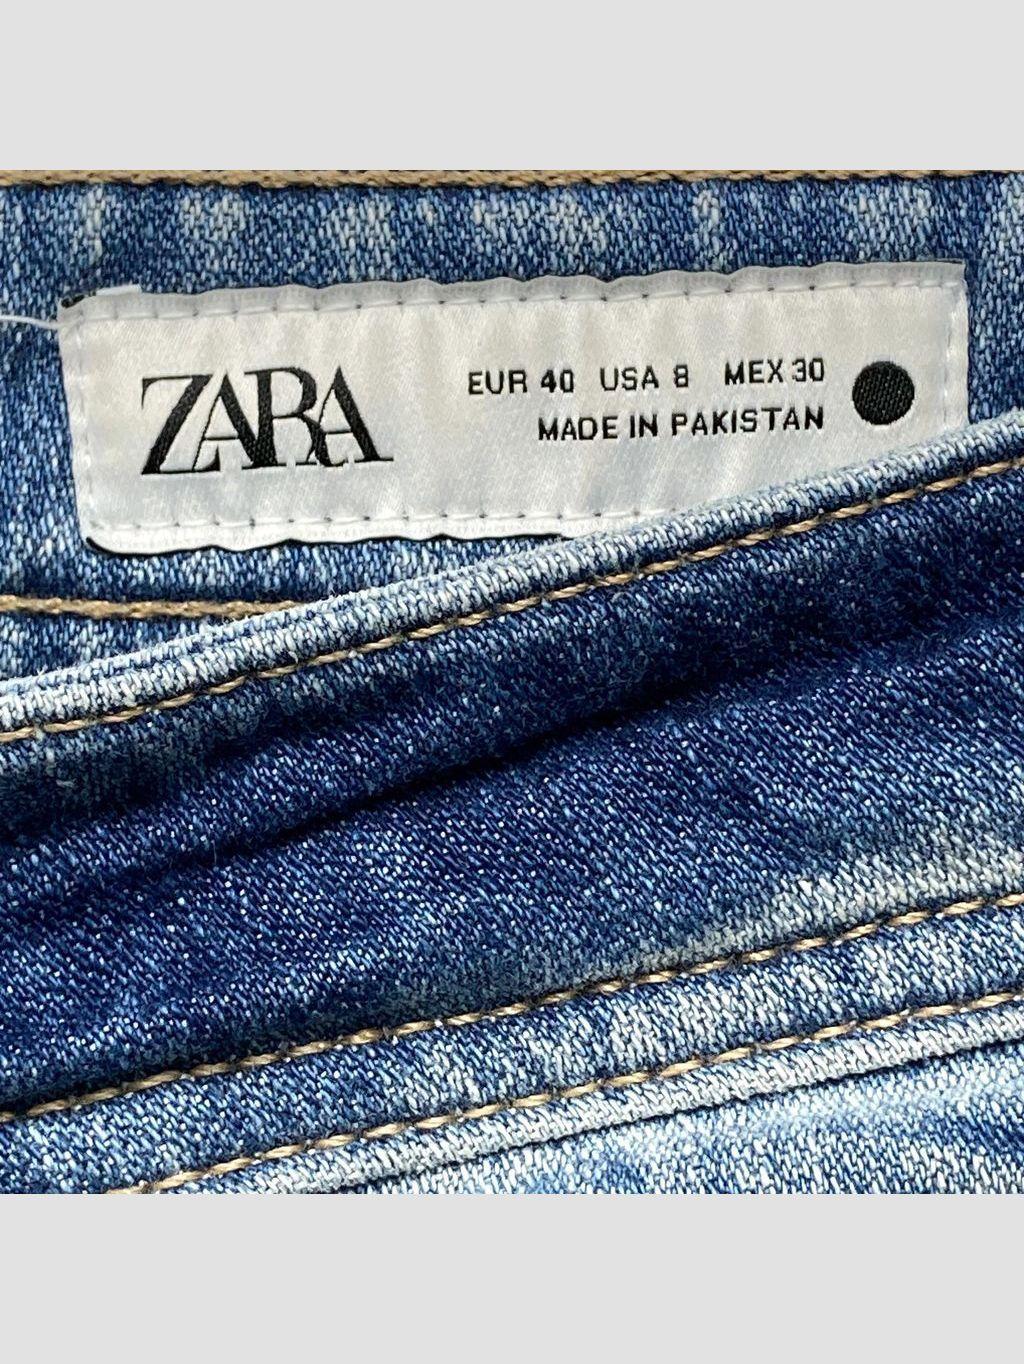 ZARA
EUR 40 USA 8 MEX 30
MADE IN PAKISTAN